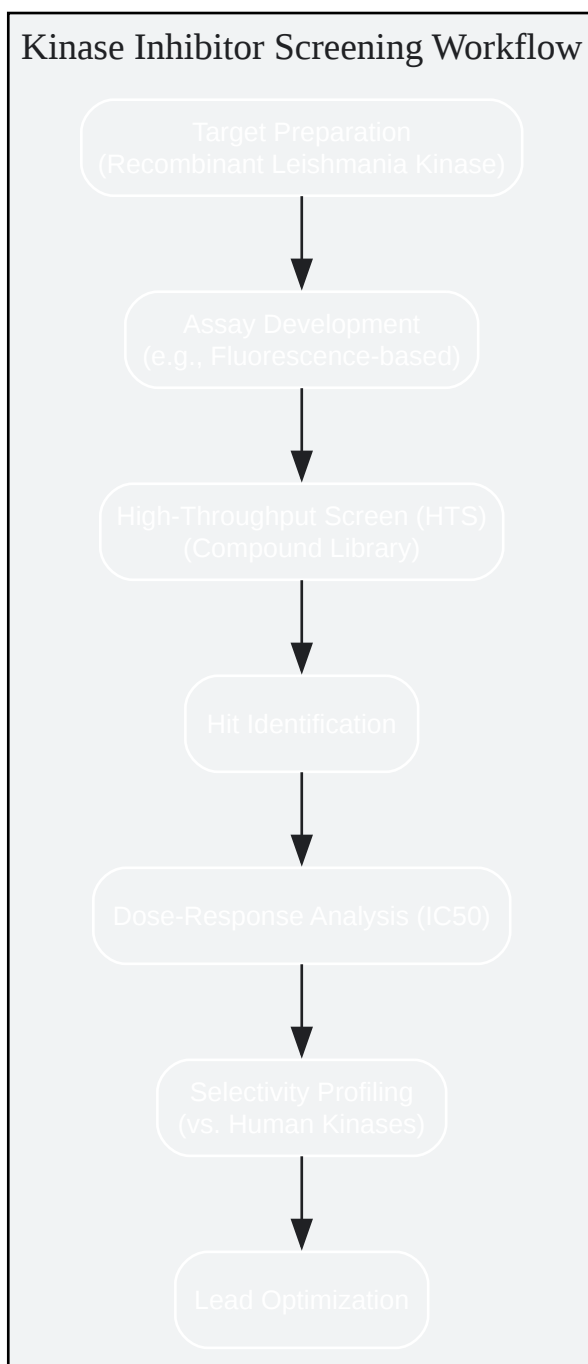 Kinase Inhibitor Screening Workflow
Target Preparation
(Recombinant Leishmania Kinase)
Assay Development
(e.g., Fluorescence-based)
High-Throughput Screen (HTS)
(Compound Library)
Hit Identification
Dose-Response Analysis (IC50)
Selectivity Profiling
(vs. Human Kinases)
Lead Optimization